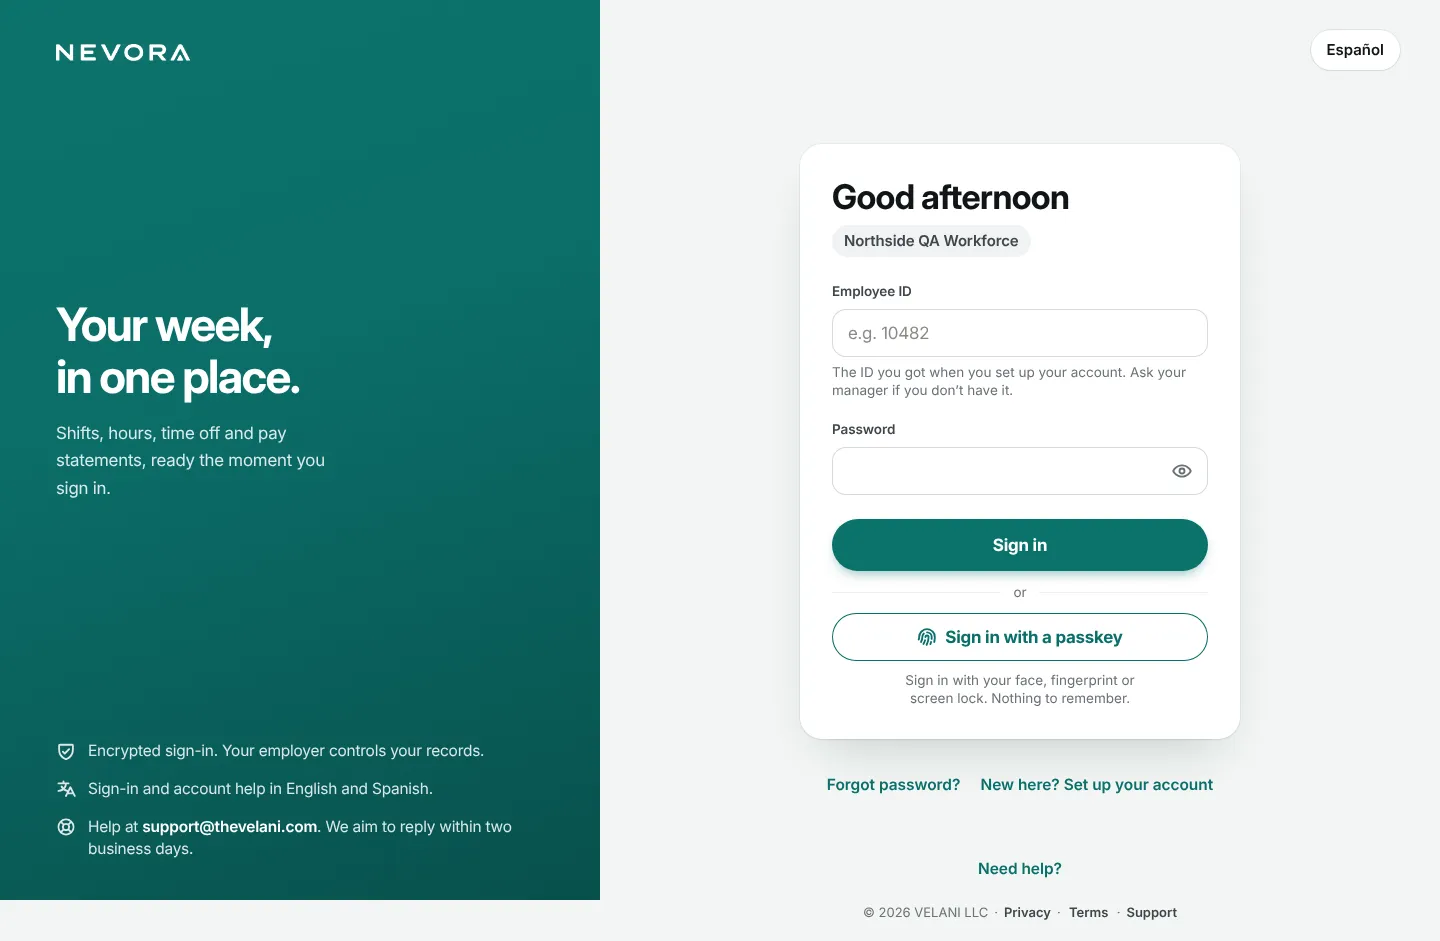 NEVORA
Your week,
in one place.
Shifts, hours, time off and pay
statements, ready the moment you
sign in.
Encrypted sign-in. Your employer controls your records.
Sign-in and account help in English and Spanish.
Help at support@thevelani.com. We aim to reply within two
business days.
Español
Good afternoon
Northside QA Workforce
Employee ID
e.g. 10482
The ID you got when you set up your account. Ask your
manager if you don’t have it.
Password
Sign in
or
Sign in with a passkey
Sign in with your face, fingerprint or
screen lock. Nothing to remember.
Forgot password? New here? Set up your account
Need help?
© 2026 VELANI LLC · Privacy · Terms · Support